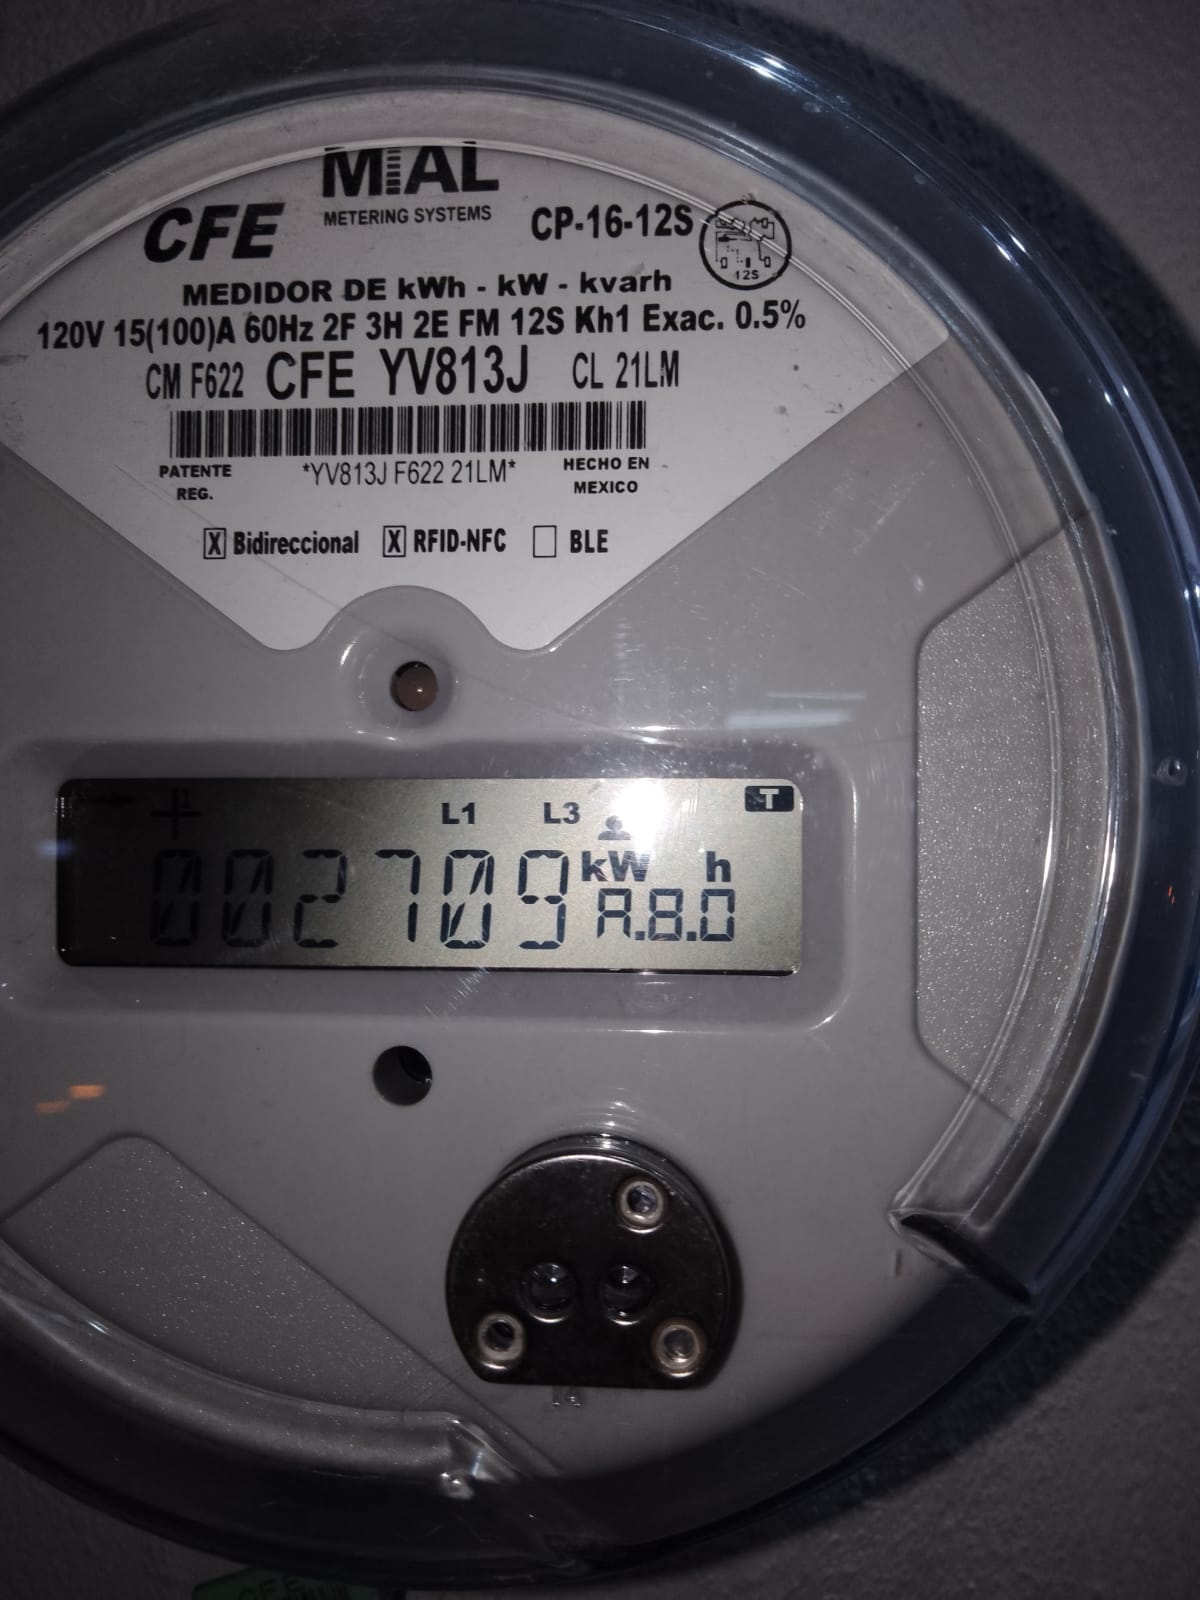 MIAL
METERING SYSTEMS
CFE
CP-16-12S
12S
MEDIDOR DE kWh - kW - kvarh
120V 15(100)A 60Hz 2F 3H 2E FM 12S Kh1 Exac. 0.5%
CM F622 CFE YV813J CL 21LM
PATENTE REG.
*YV813J F622 21LM*
HECHO EN MEXICO
X Bidireccional X RFID-NFC BLE
L1 L3 T
002709 kW h
A.8.0